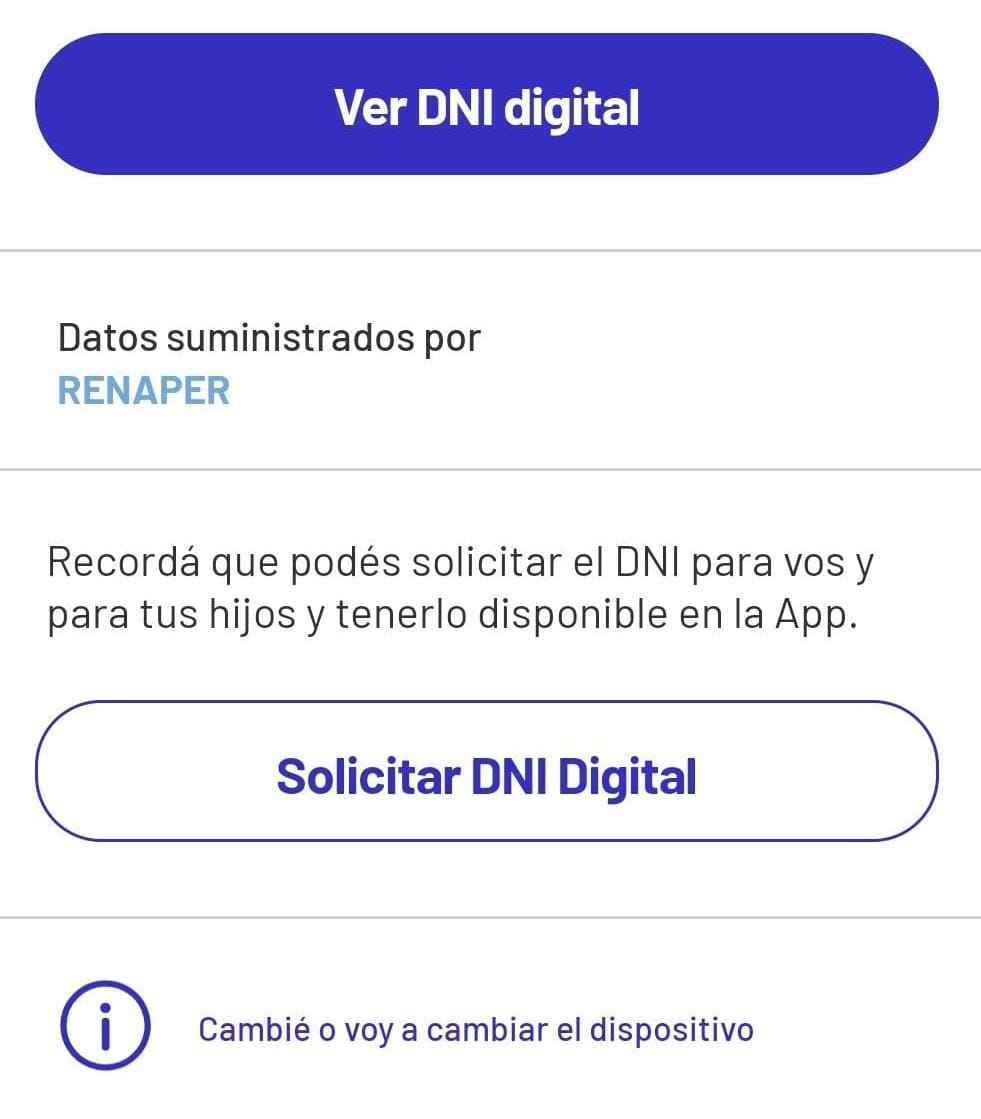 Ver DNI digital
Datos suministrados por
RENAPER
Recordá que podés solicitar el DNI para vos y
para tus hijos y tenerlo disponible en la App.
Solicitar DNI Digital
Cambié o voy a cambiar el dispositivo